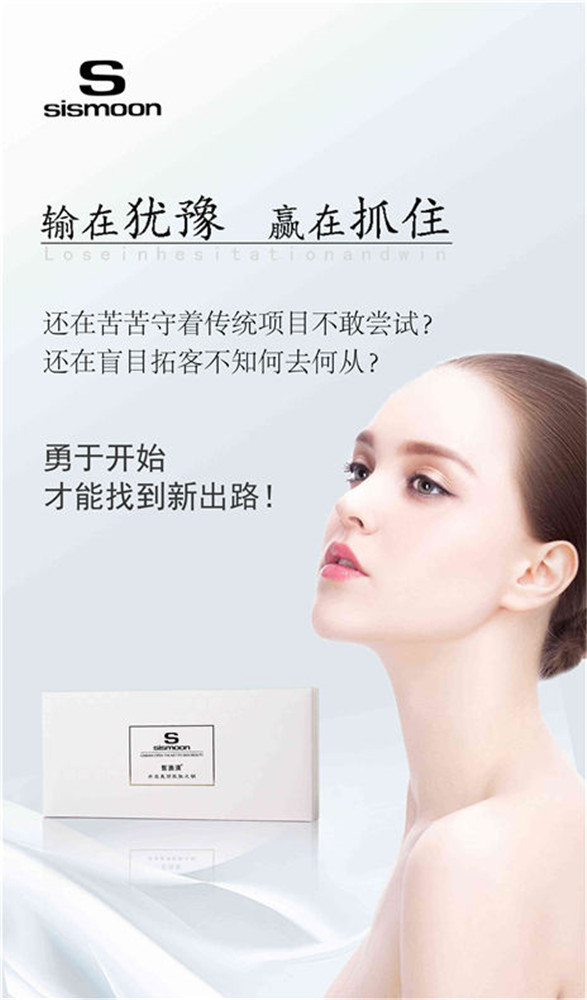 S
sismoon
输在犹豫 赢在抓住
Loseinhesitationandwin
还在苦苦守着传统项目不敢尝试?
还在盲目拓客不知何去何从?
勇于开始
才能找到新出路!
S
sismoon